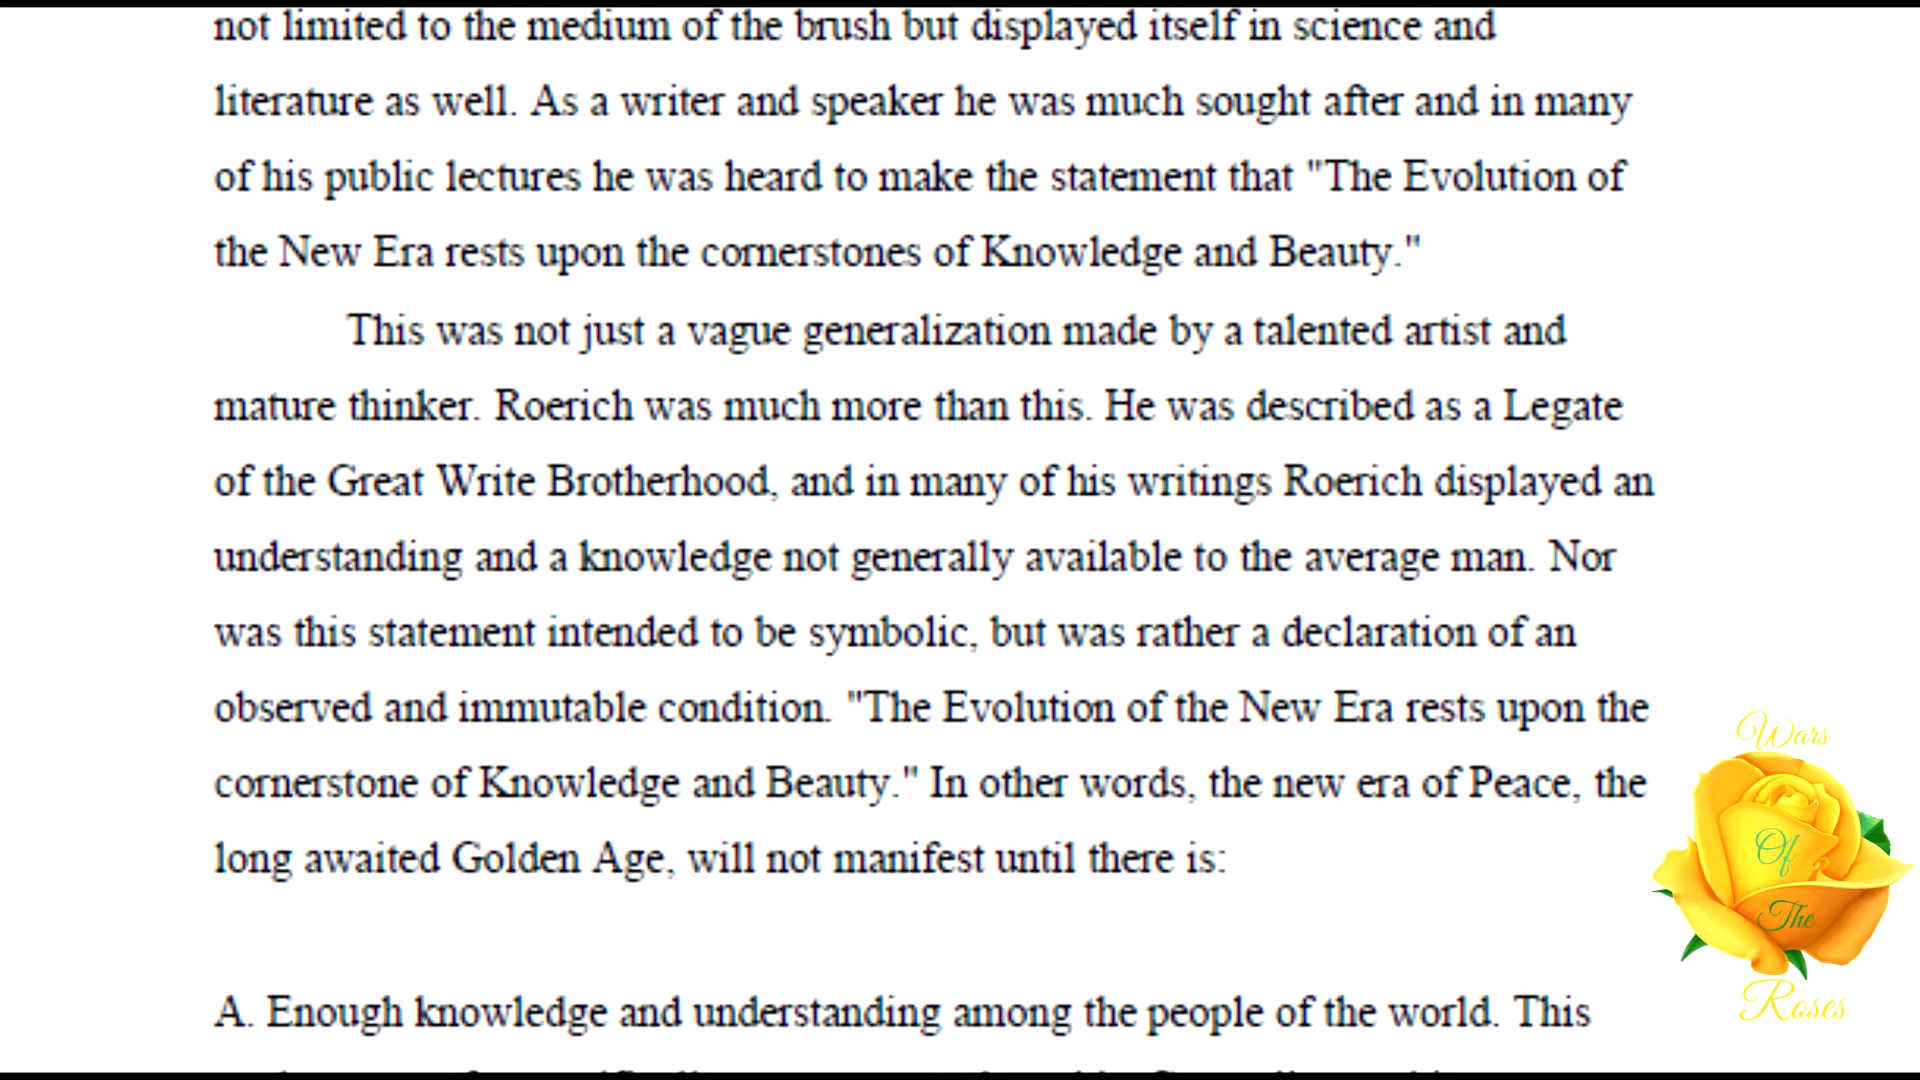 not limited to the medium of the brush but displayed itself in science and
literature as well. As a writer and speaker he was much sought after and in many
of his public lectures he was heard to make the statement that "The Evolution of
the New Era rests upon the cornerstones of Knowledge and Beauty."
This was not just a vague generalization made by a talented artist and
mature thinker. Roerich was much more than this. He was described as a Legate
of the Great Write Brotherhood, and in many of his writings Roerich displayed an
understanding and a knowledge not generally available to the average man. Nor
was this statement intended to be symbolic, but was rather a declaration of an
observed and immutable condition. "The Evolution of the New Era rests upon the
cornerstone of Knowledge and Beauty." In other words, the new era of Peace, the
long awaited Golden Age, will not manifest until there is:
A. Enough knowledge and understanding among the people of the world. This
Wars
Of
The
Roses